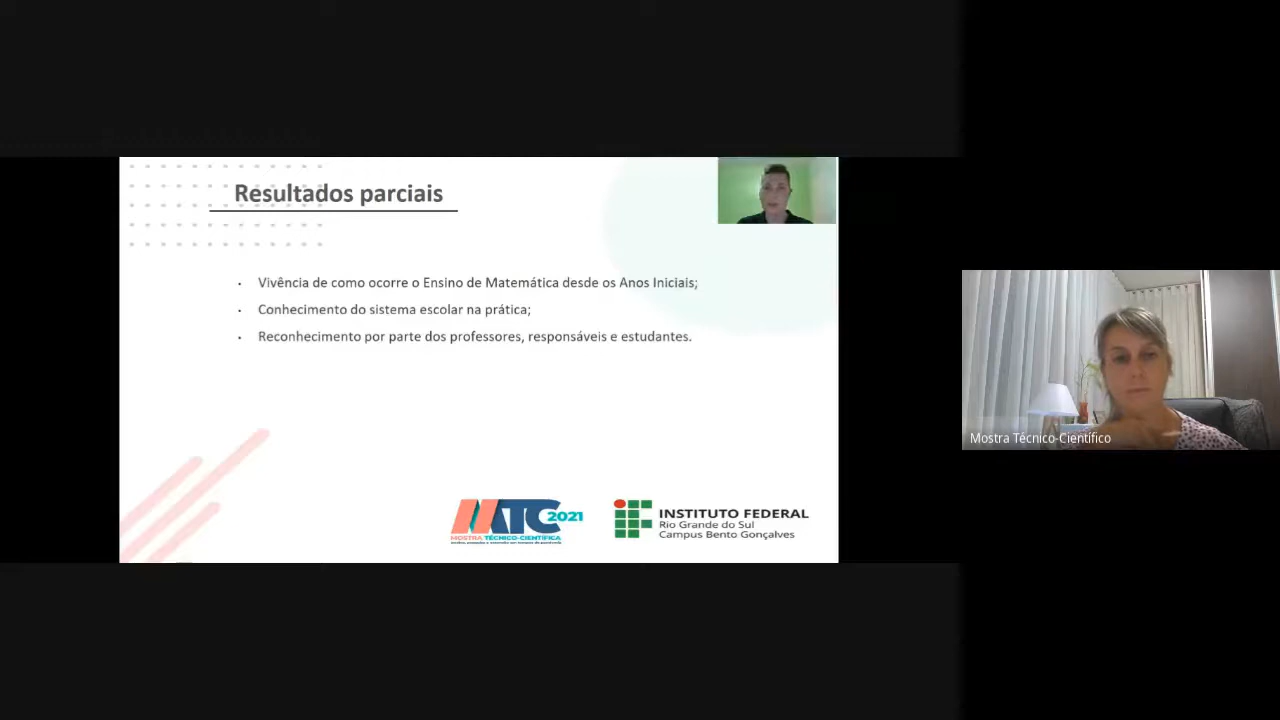 Resultados parciais
• Vivência de como ocorre o Ensino de Matemática desde os Anos Iniciais;
• Conhecimento do sistema escolar na prática;
• Reconhecimento por parte dos professores, responsáveis e estudantes.
MTC 2021
MOSTRA TÉCNICO-CIENTÍFICA
INSTITUTO FEDERAL
Rio Grande do Sul
Campus Bento Gonçalves
Mostra Técnico-Científico